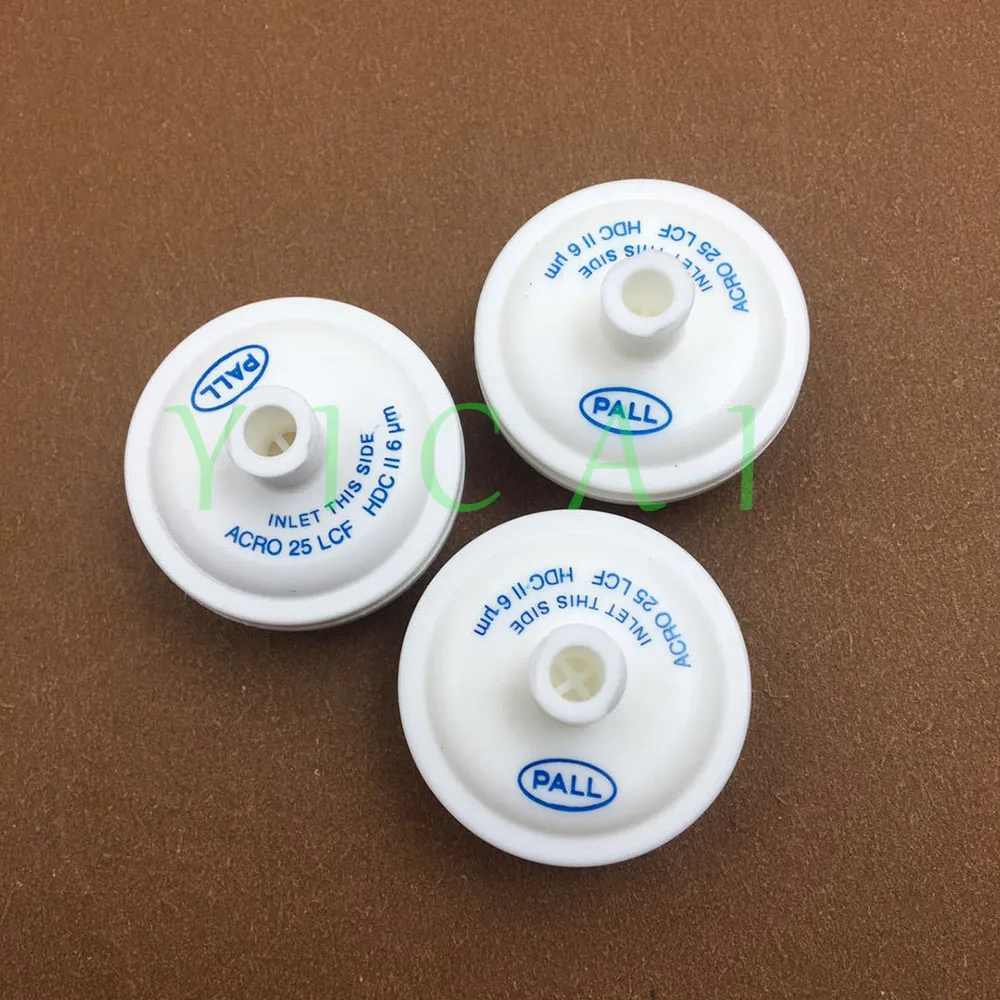 PALL
INLET THIS SIDE
ACRO 25 LCF HDC II 6 µm
ACRO 25 LCF HDC II 6 µm
INLET THIS SIDE
PALL
ACRO 25 LCF HDC II 6 µm
INLET THIS SIDE
PALL
YICAI